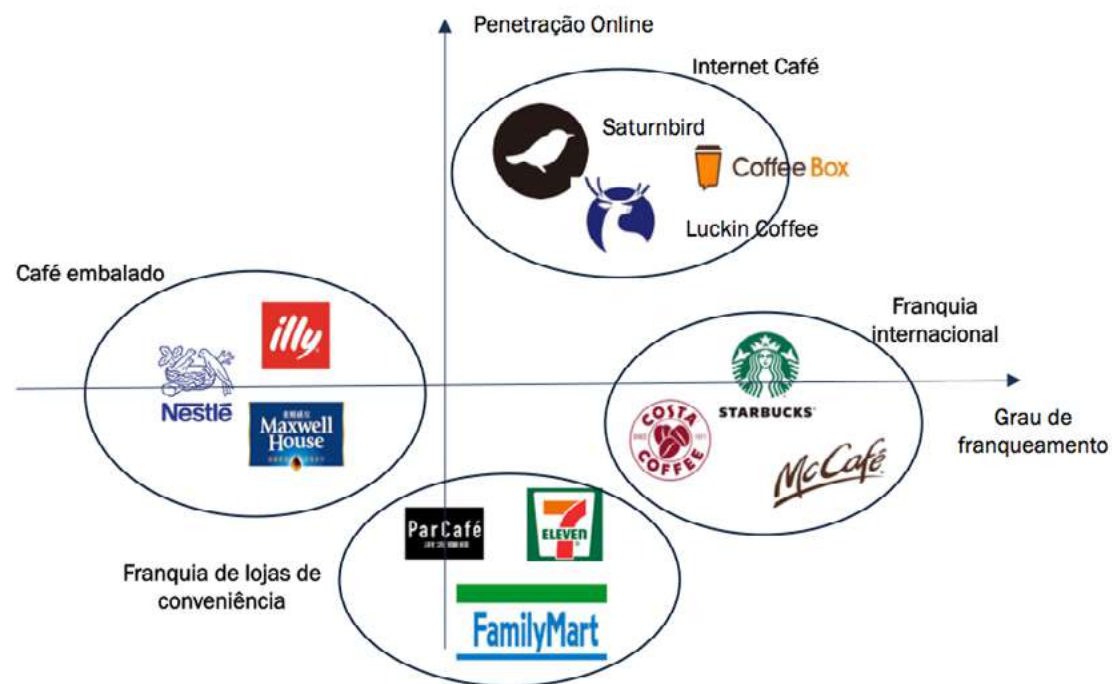 Penetração Online
Internet Café
Saturnbird
Coffee Box
Luckin Coffee
Café embalado
illy
Nestlé
Maxwell
House
Franquia
internacional
STARBUCKS
COSTA
COFFEE
McCafé
Grau de
franqueamento
ParCafé
7
ELEVEN
Franquia de lojas de
conveniência
FamilyMart